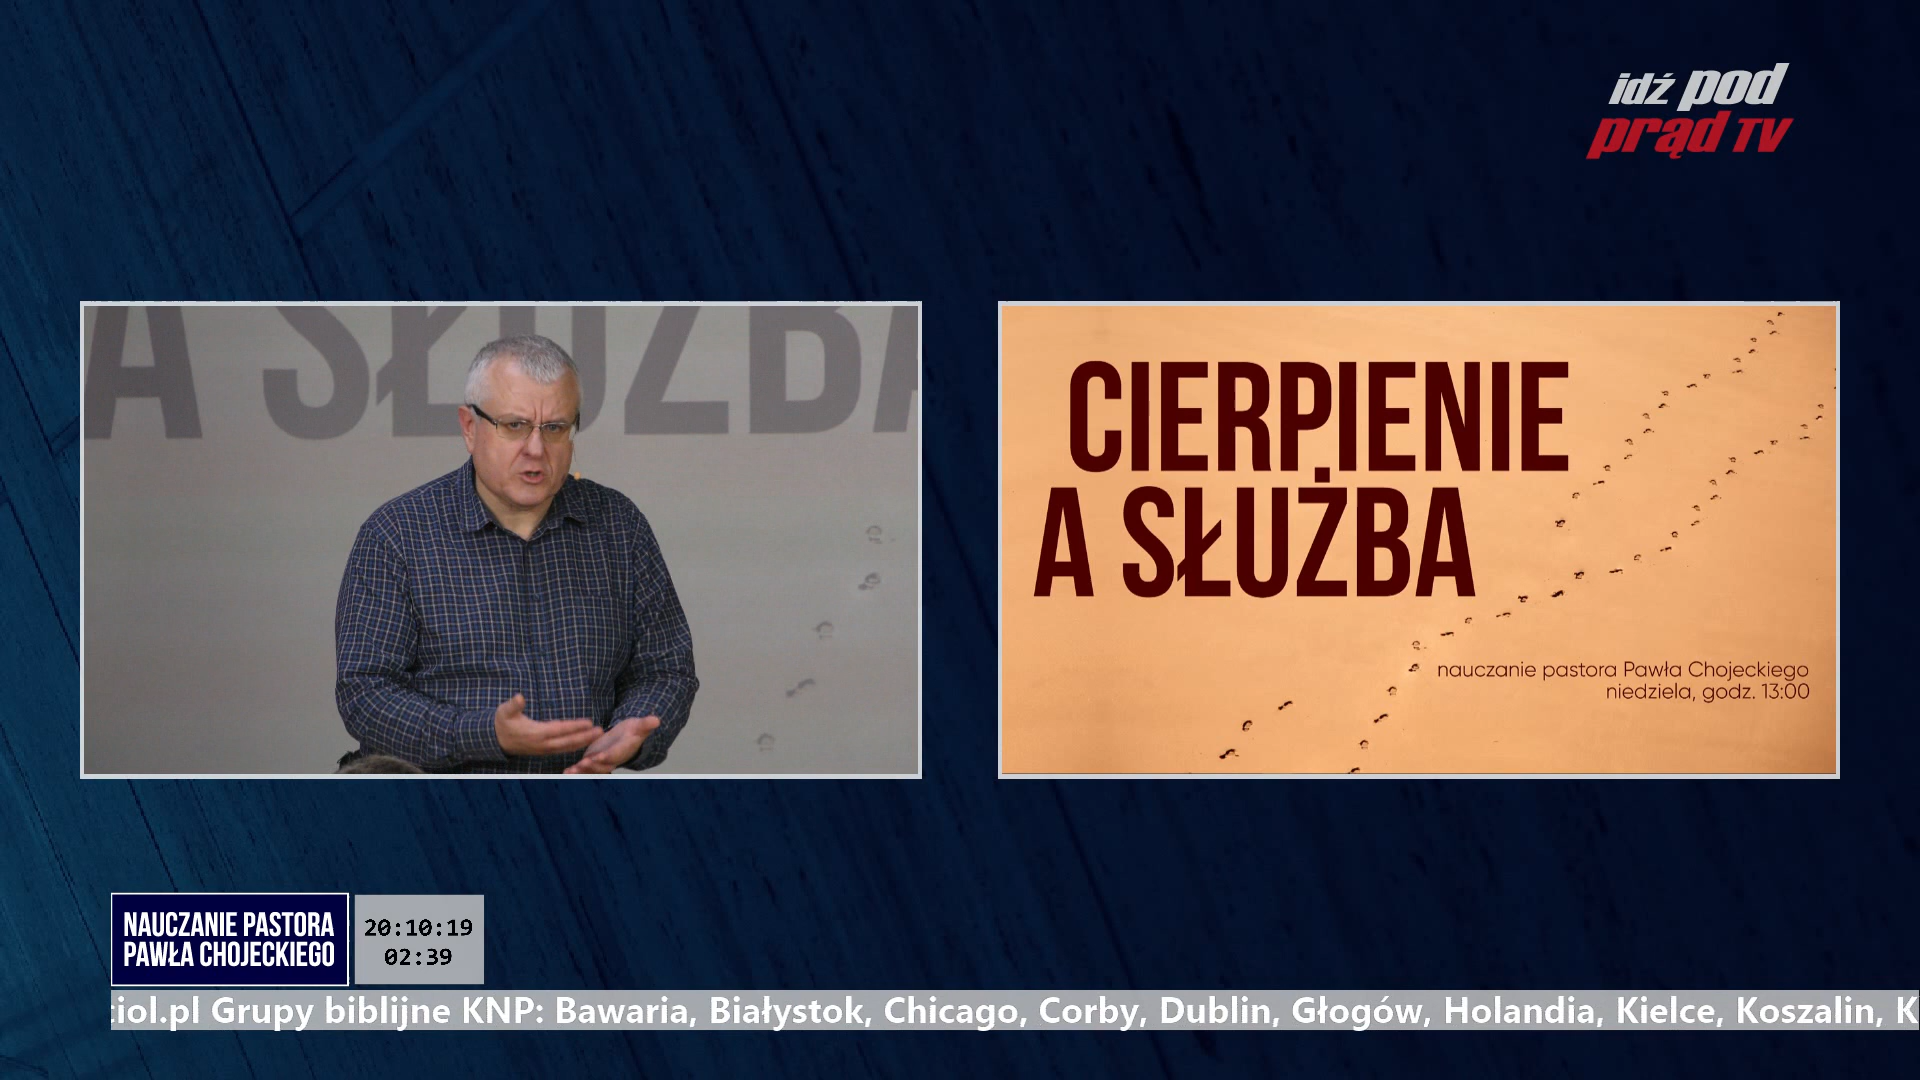 idź pod
prąd TV
A SŁUŻBA
CIERPIENIE
A SŁUŻBA
nauczanie pastora Pawła Chojeckiego
niedziela, godz. 13:00
NAUCZANIE PASTORA
PAWŁA CHOJECKIEGO
20:10:19
02:39
ciol.pl Grupy biblijne KNP: Bawaria, Białystok, Chicago, Corby, Dublin, Głogów, Holandia, Kielce, Koszalin, K